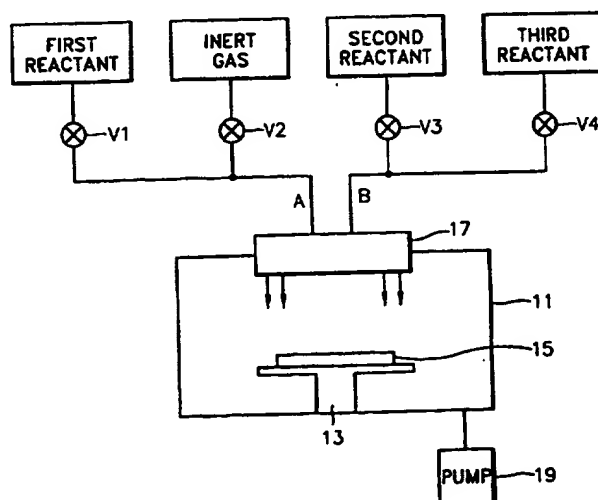 FIRST
REACTANT
INERT
GAS
SECOND
REACTANT
THIRD
REACTANT
V1
V2
V3
V4
A
B
17
11
15
13
PUMP
19